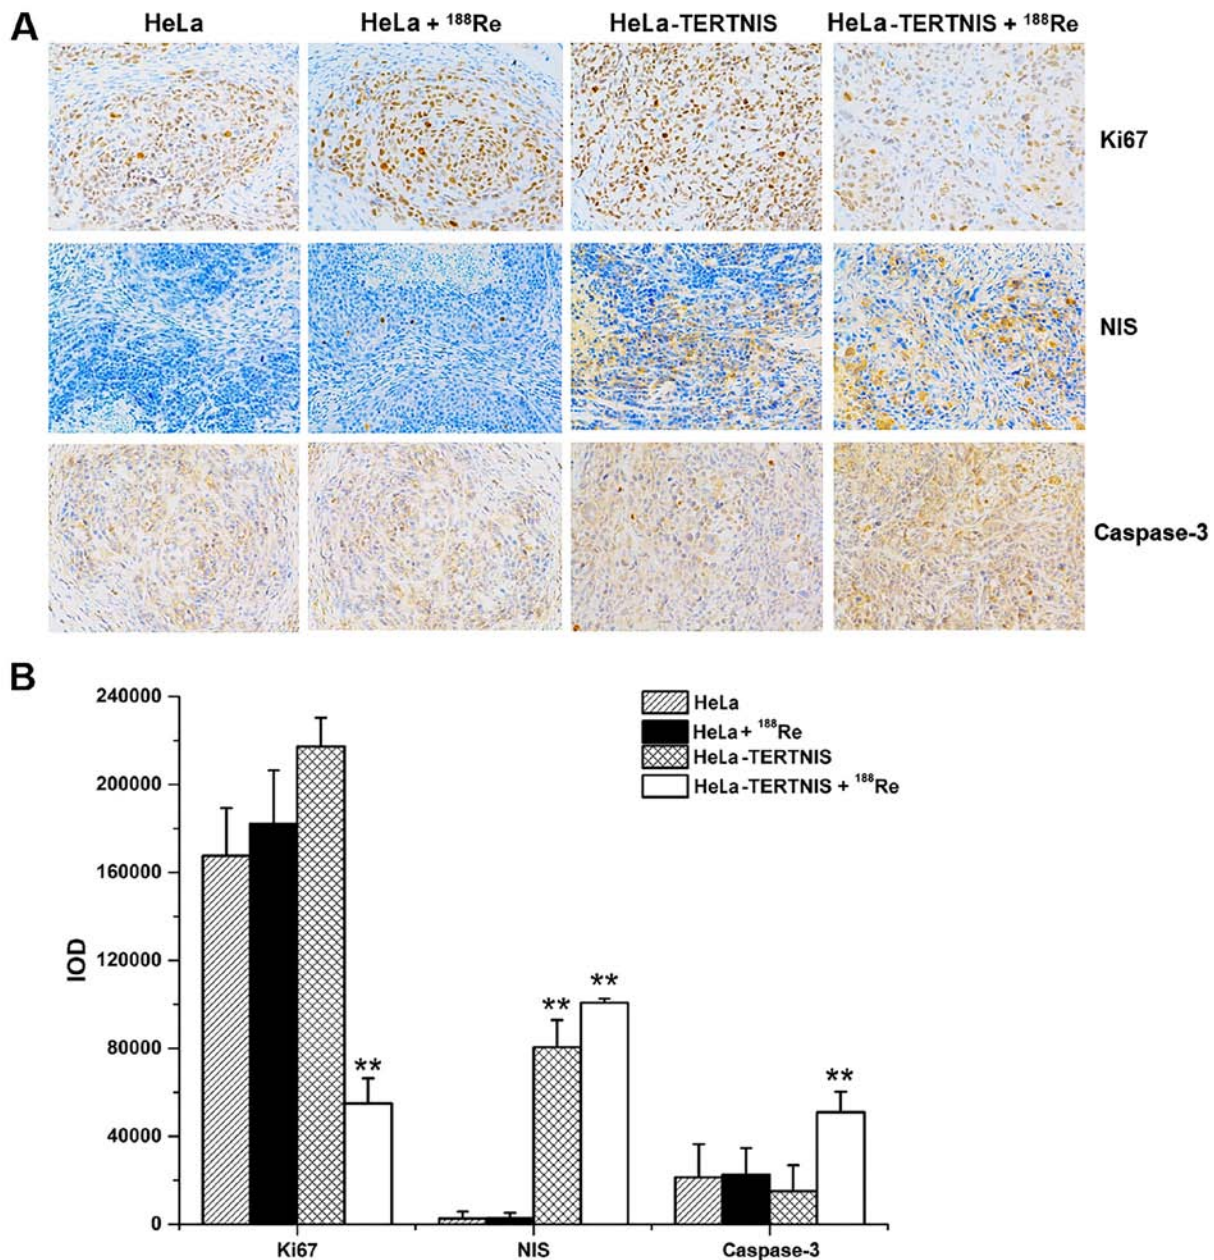 A
HeLa
HeLa + ¹⁸⁸Re
HeLa-TERTNIS
HeLa-TERTNIS + ¹⁸⁸Re
Ki67
NIS
Caspase-3
B
HeLa
HeLa + ¹⁸⁸Re
HeLa-TERTNIS
HeLa-TERTNIS + ¹⁸⁸Re
240000
200000
160000
120000
80000
40000
0
IOD
**
**
**
**
Ki67
NIS
Caspase-3